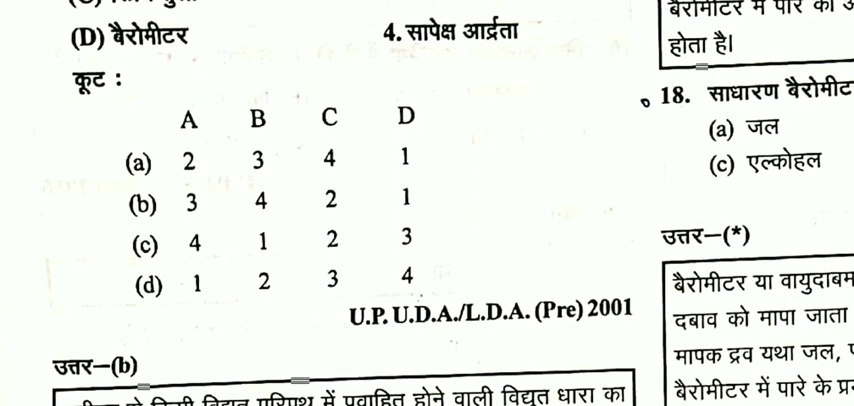 (D) बैरोमीटर 4. सापेक्ष आर्द्रता
कूट :
A B C D
(a) 2 3 4 1
(b) 3 4 2 1
(c) 4 1 2 3
(d) 1 2 3 4
U.P. U.D.A./L.D.A. (Pre) 2001
उत्तर–(b)
में प्रवाहित होने वाली विद्युत धारा का
बैरोमीटर में पारे का
होता है।
18. साधारण बैरोमीट
(a) जल
(c) एल्कोहल
उत्तर–(*)
बैरोमीटर या वायुदाबम
दबाव को मापा जाता
मापक द्रव यथा जल,
बैरोमीटर में पारे के